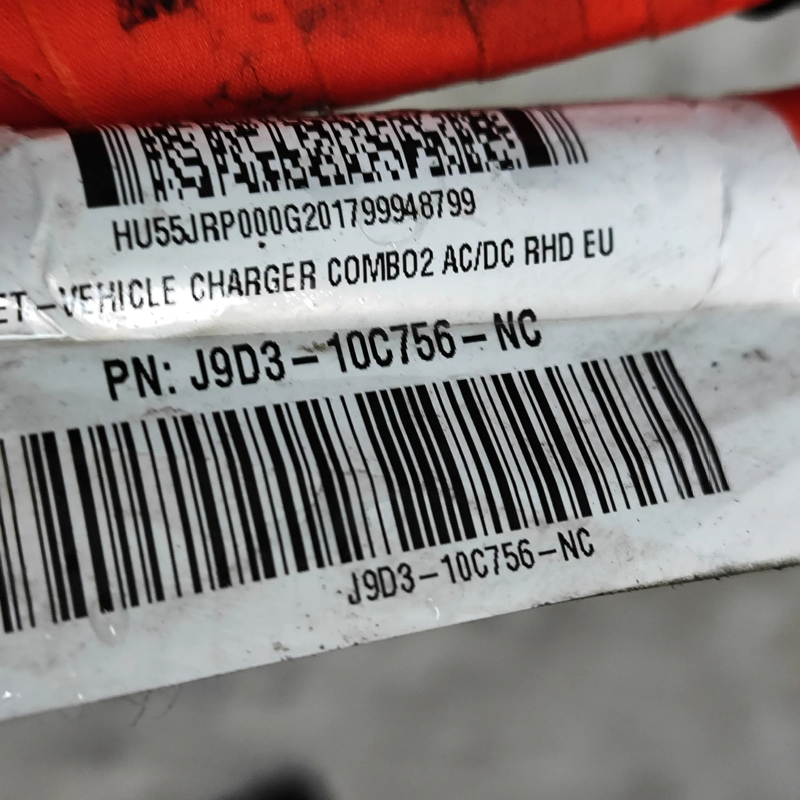 HU55JRP000G201799948799
ET-VEHICLE CHARGER COMBO2 AC/DC RHD EU
PN: J9D3-10C756-NC
J9D3-10C756-NC